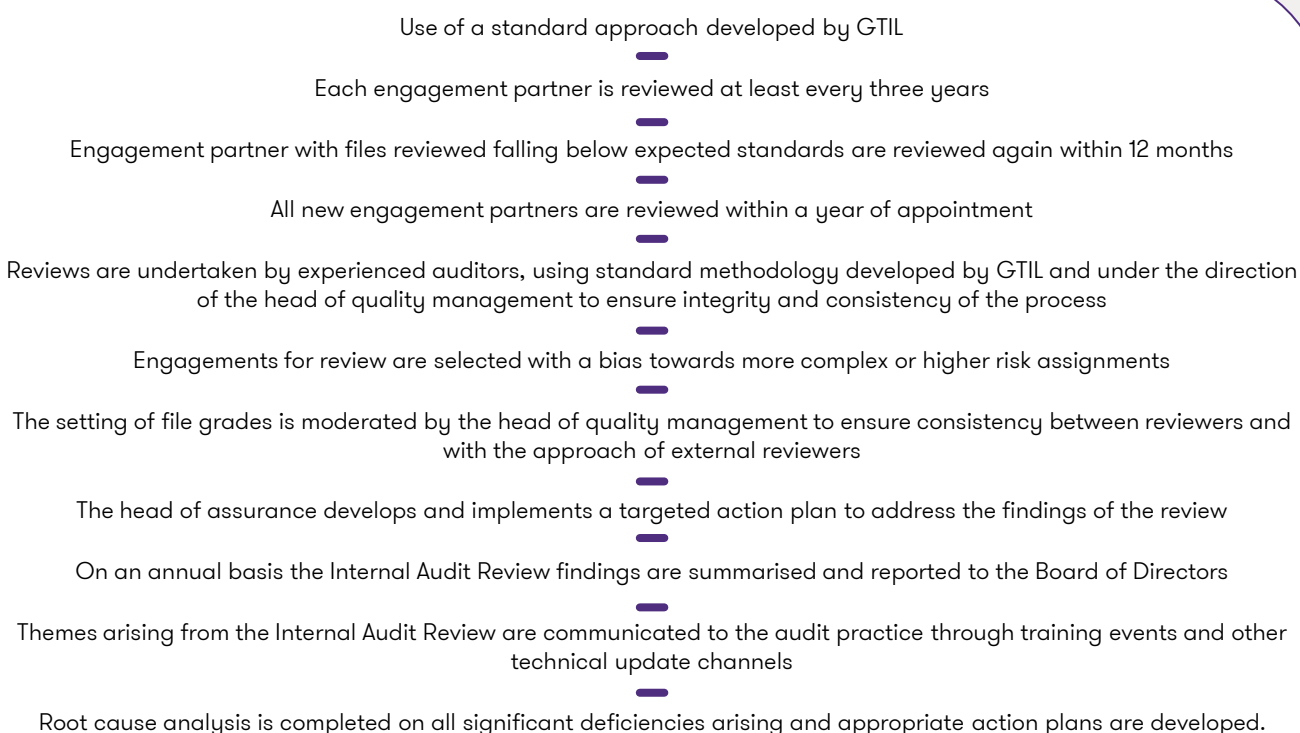 Use of a standard approach developed by GTIL
Each engagement partner is reviewed at least every three years
Engagement partner with files reviewed falling below expected standards are reviewed again within 12 months
All new engagement partners are reviewed within a year of appointment
Reviews are undertaken by experienced auditors, using standard methodology developed by GTIL and under the direction
of the head of quality management to ensure integrity and consistency of the process
Engagements for review are selected with a bias towards more complex or higher risk assignments
The setting of file grades is moderated by the head of quality management to ensure consistency between reviewers and
with the approach of external reviewers
The head of assurance develops and implements a targeted action plan to address the findings of the review
On an annual basis the Internal Audit Review findings are summarised and reported to the Board of Directors
Themes arising from the Internal Audit Review are communicated to the audit practice through training events and other
technical update channels
Root cause analysis is completed on all significant deficiencies arising and appropriate action plans are developed.